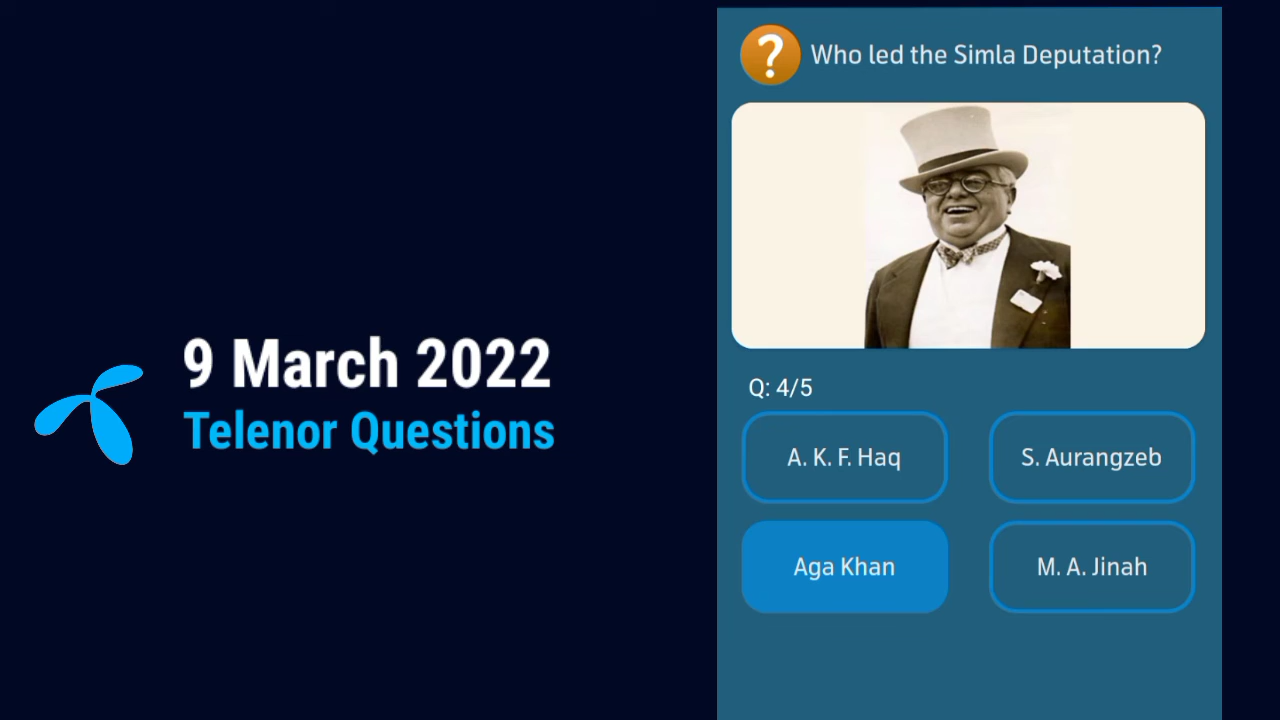 9 March 2022
Telenor Questions
? Who led the Simla Deputation?
Q: 4/5
A. K. F. Haq
S. Aurangzeb
Aga Khan
M. A. Jinah